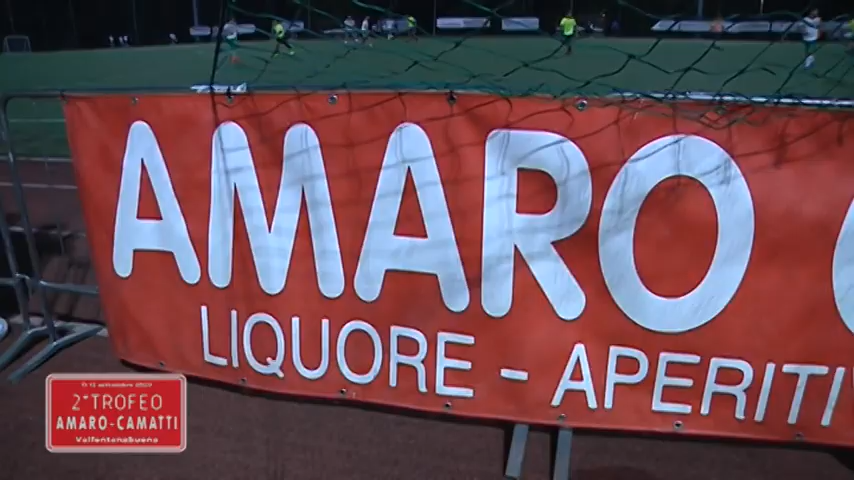 AMARO
LIQUORE - APERITI
2° TROFEO
AMARO-CAMATTI
Valfontanabuona